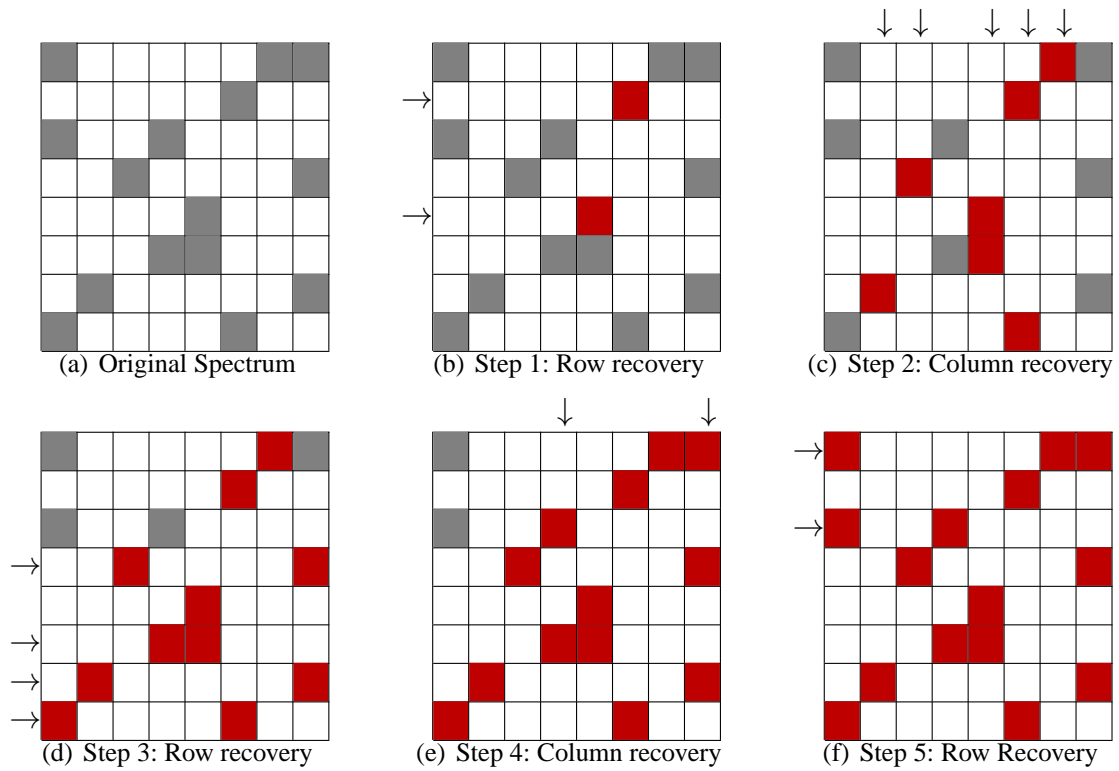 (a) Original Spectrum
(b) Step 1: Row recovery
(c) Step 2: Column recovery
(d) Step 3: Row recovery
(e) Step 4: Column recovery
(f) Step 5: Row Recovery